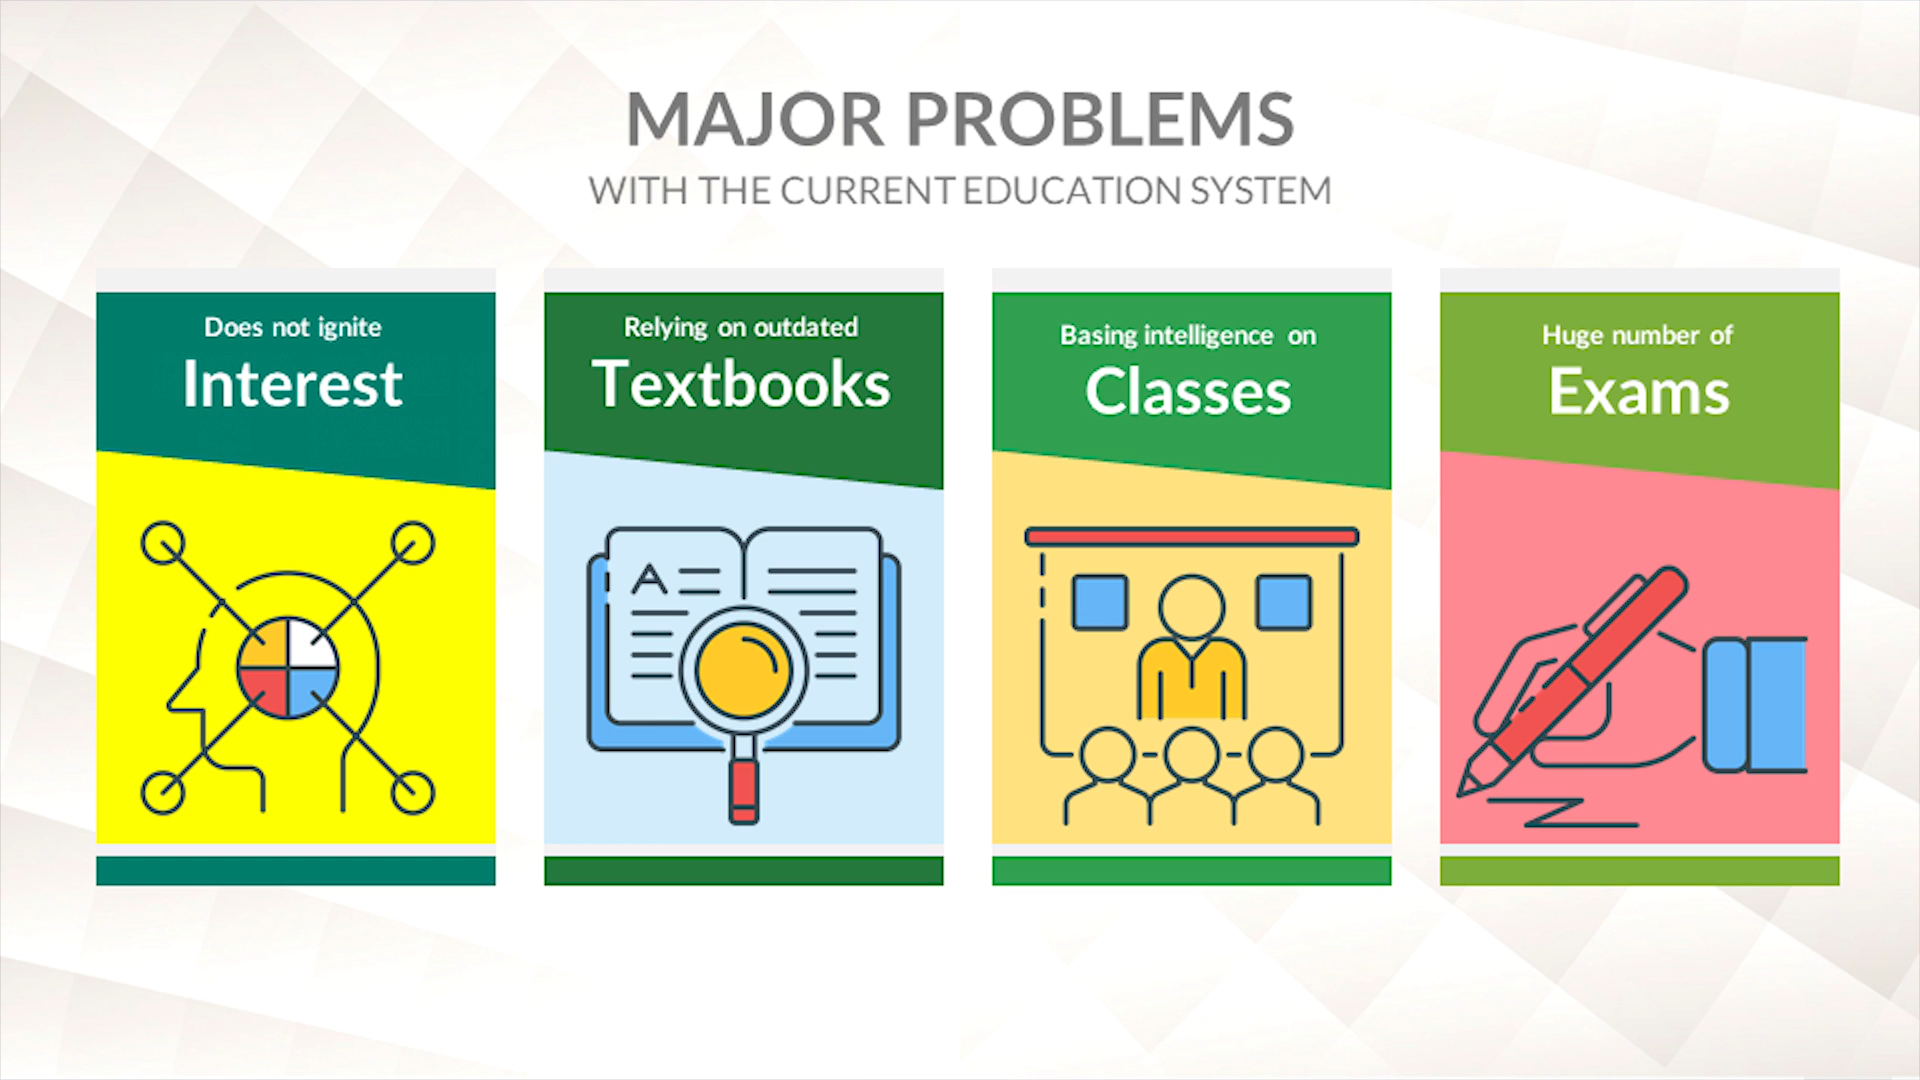 MAJOR PROBLEMS
WITH THE CURRENT EDUCATION SYSTEM
Does not ignite
Interest
Relying on outdated
Textbooks
A
Basing intelligence on
Classes
Huge number of
Exams